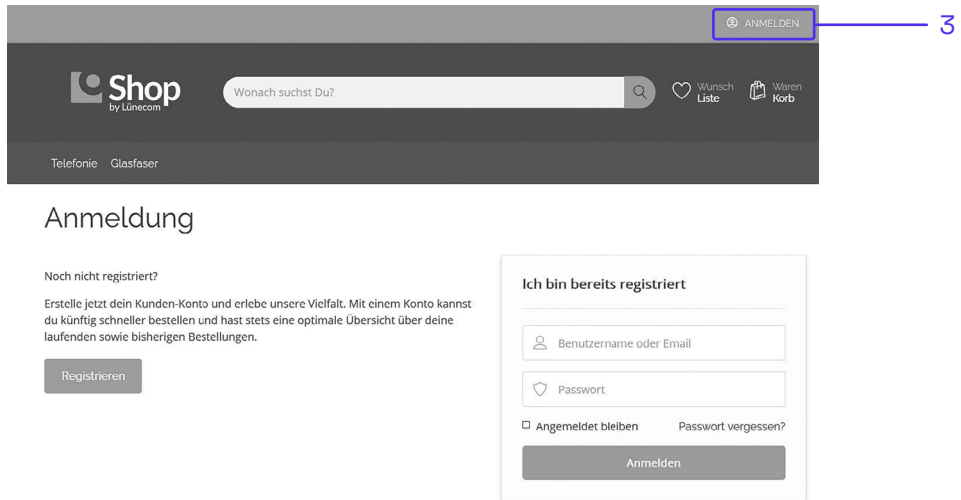 ANMELDEN
3
Shop
by Lünecom
Wonach suchst Du?
Wunsch
Liste
Waren
Korb
Telefonie Glasfaser
Anmeldung
Noch nicht registriert?
Erstelle jetzt dein Kunden-Konto und erlebe unsere Vielfalt. Mit einem Konto kannst
du künftig schneller bestellen und hast stets eine optimale Übersicht über deine
laufenden sowie bisherigen Bestellungen.
Registrieren
Ich bin bereits registriert
Benutzername oder Email
Passwort
Angemeldet bleiben Passwort vergessen?
Anmelden